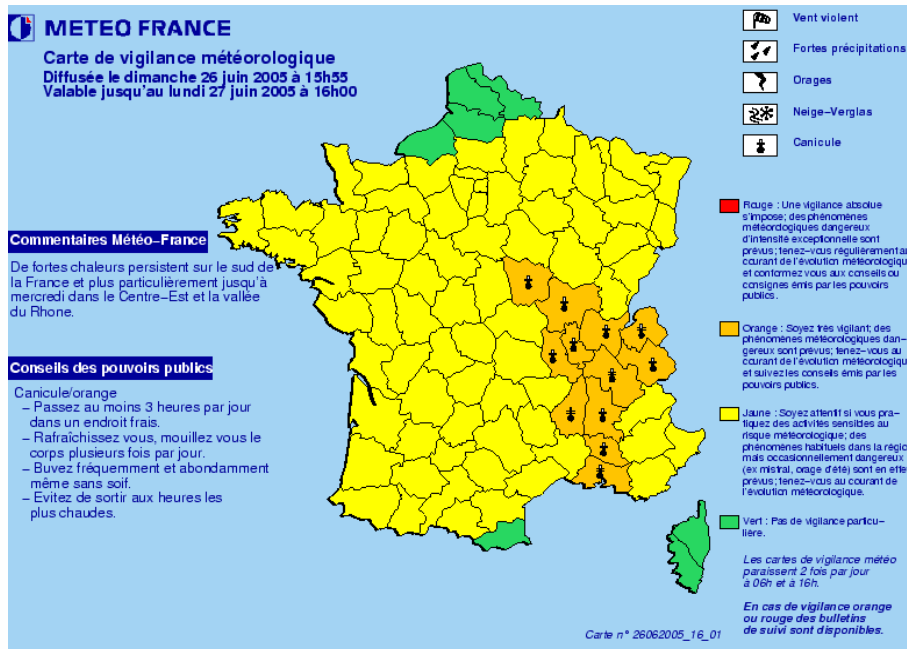 METEO FRANCE
Carte de vigilance météorologique
Diffusée le dimanche 26 juin 2005 à 15h55
Valable jusqu'au lundi 27 juin 2005 à 16h00
Commentaires Météo-France
De fortes chaleurs persistent sur le sud de
la France et plus particulièrement jusqu'à
mercredi dans le Centre-Est et la vallée
du Rhone.
Conseils des pouvoirs publics
Canicule/orange
- Passez au moins 3 heures par jour
dans un endroit frais.
- Rafraîchissez vous, mouillez vous le
corps plusieurs fois par jour.
- Buvez fréquemment et abondamment
même sans soif.
- Evitez de sortir aux heures les
plus chaudes.
Vent violent
Fortes précipitations
Orages
Neige-Verglas
Canicule
Rouge : Une vigilance absolue
s'impose; des phénomènes
météorologiques dangereux
d'intensité exceptionnelle sont
prévus; tenez-vous régulièrement au
courant de l'évolution météorologiqu
et conformez vous aux conseils ou
consignes émis par les pouvoirs
publics.
Orange : Soyez très vigilant; des
phénomènes météorologiques dan-
gereux sont prévus; tenez-vous au
courant de l'évolution météorologiqu
et suivez les conseils émis par les
pouvoirs publics.
Jaune : Soyez attentif si vous pra-
tiquez des activités sensibles au
risque météorologique; des
phénomènes habituels dans la régio
mais occasionnellement dangereux
(ex mistral, orage d'été) sont en effe
prévus; tenez-vous au courant de
l'évolution météorologique.
Vert : Pas de vigilance particu-
lière.
Les cartes de vigilance météo
paraissent 2 fois par jour
à 06h et à 16h.
En cas de vigilance orange
ou rouge des bulletins
de suivi sont disponibles.
Carte n° 26062005_16_01